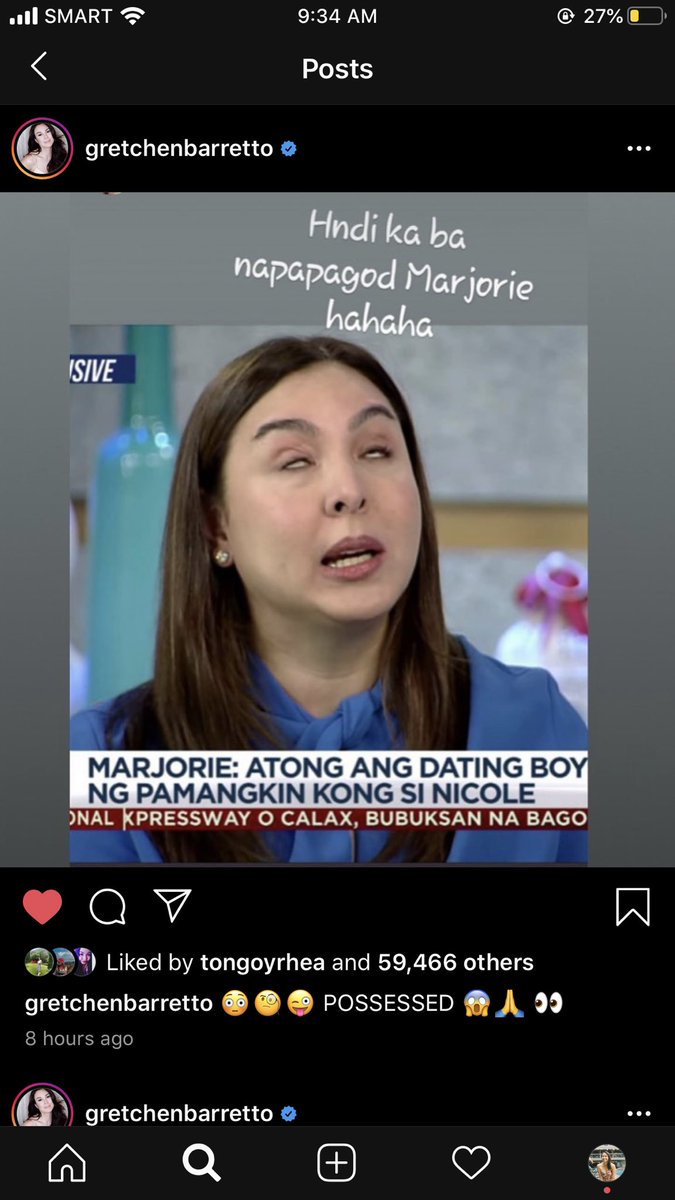 SMART 9:34 AM 27%
Posts
gretchenbarretto
Hndi ka ba
napapagod Marjorie
hahaha
SIVE
MARJORIE: ATONG ANG DATING BOY
NG PAMANGKIN KONG SI NICOLE
ONAL KPRESSWAY O CALAX, BUBUKSAN NA BAGO
Liked by tongoyrhea and 59,466 others
gretchenbarretto 😳 🧐 😜 POSSESSED 😱 🙏 👀
8 hours ago
gretchenbarretto